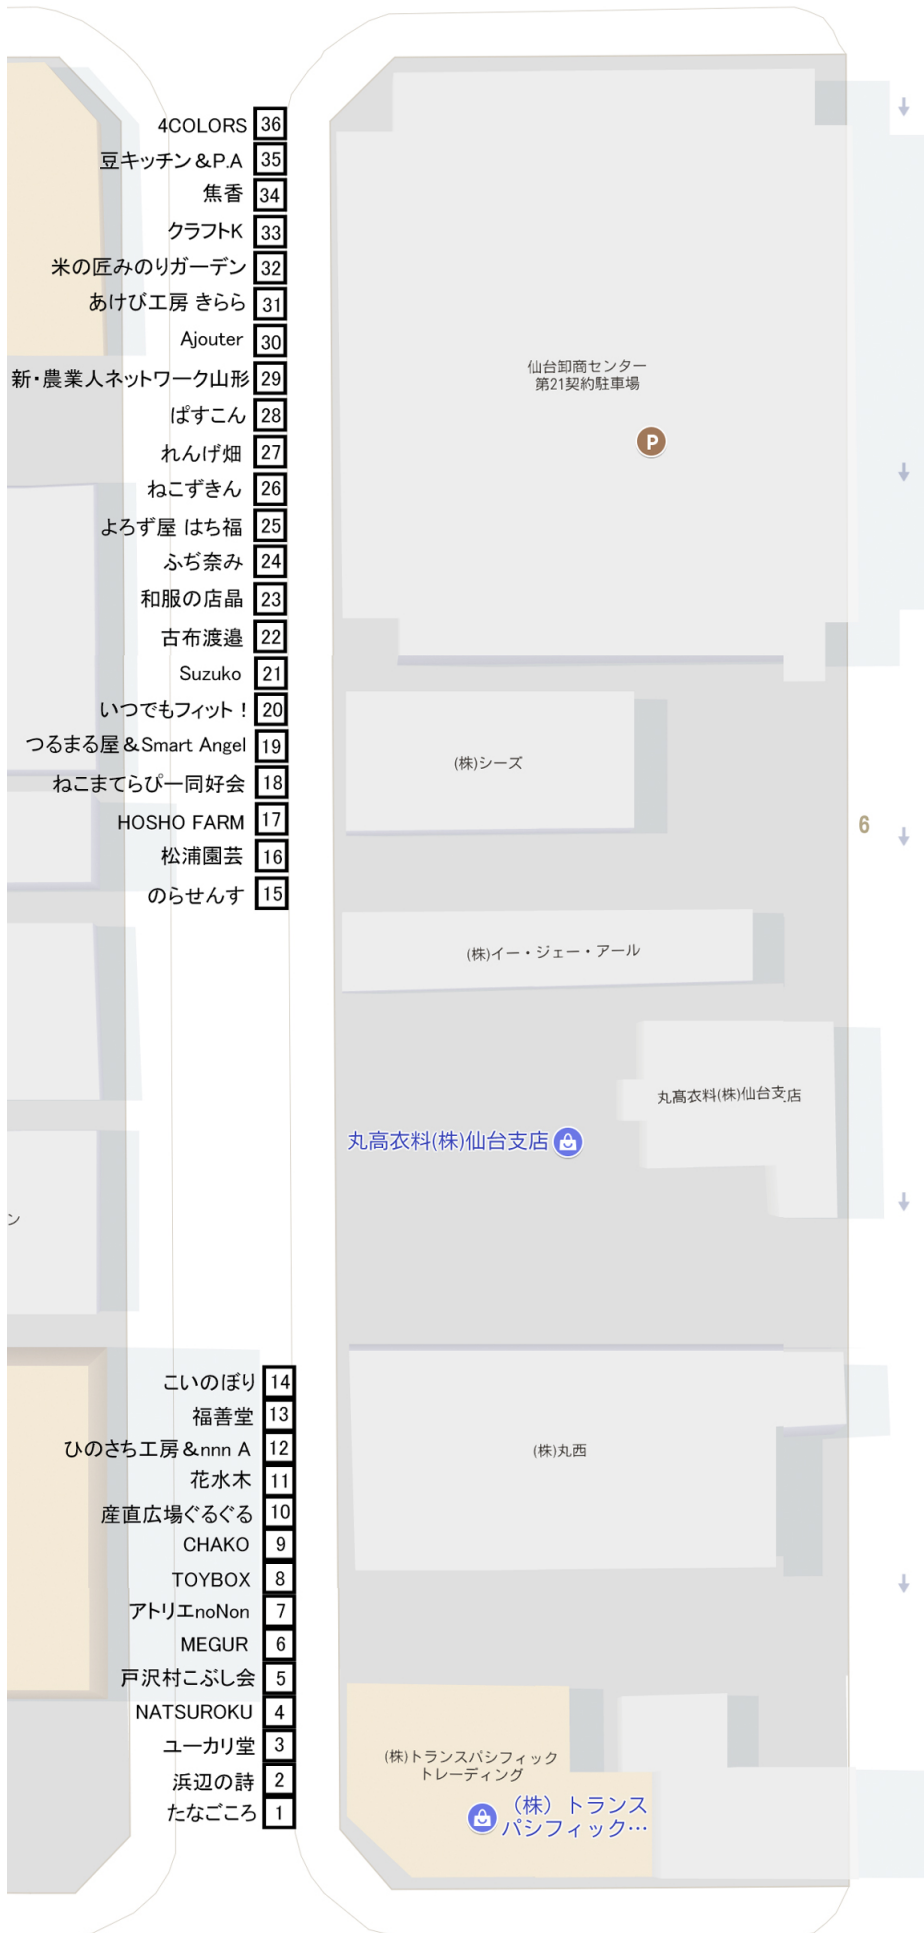 4COLORS 36
豆キッチン&P.A 35
焦香 34
クラフトK 33
米の匠みのりガーデン 32
あけび工房 きらら 31
Ajouter 30
新・農業人ネットワーク山形 29
ぱすこん 28
れんげ畑 27
ねこずきん 26
よろず屋 はち福 25
ふぢ奈み 24
和服の店晶 23
古布渡邉 22
Suzuko 21
いつでもフィット！ 20
つるまる屋&Smart Angel 19
ねこまてらぴー同好会 18
HOSHO FARM 17
松浦園芸 16
のらせんす 15
仙台卸商センター
第21契約駐車場
P
(株)シーズ
6
(株)イー・ジェー・アール
丸髙衣料(株)仙台支店
丸高衣料(株)仙台支店
ン
こいのぼり 14
福善堂 13
ひのさち工房&nnn A 12
花水木 11
産直広場ぐるぐる 10
CHAKO 9
TOYBOX 8
アトリエnoNon 7
MEGUR 6
戸沢村こぶし会 5
NATSUROKU 4
ユーカリ堂 3
浜辺の詩 2
たなごころ 1
(株)丸西
(株)トランスパシフィック
トレーディング
（株）トランス
パシフィック…